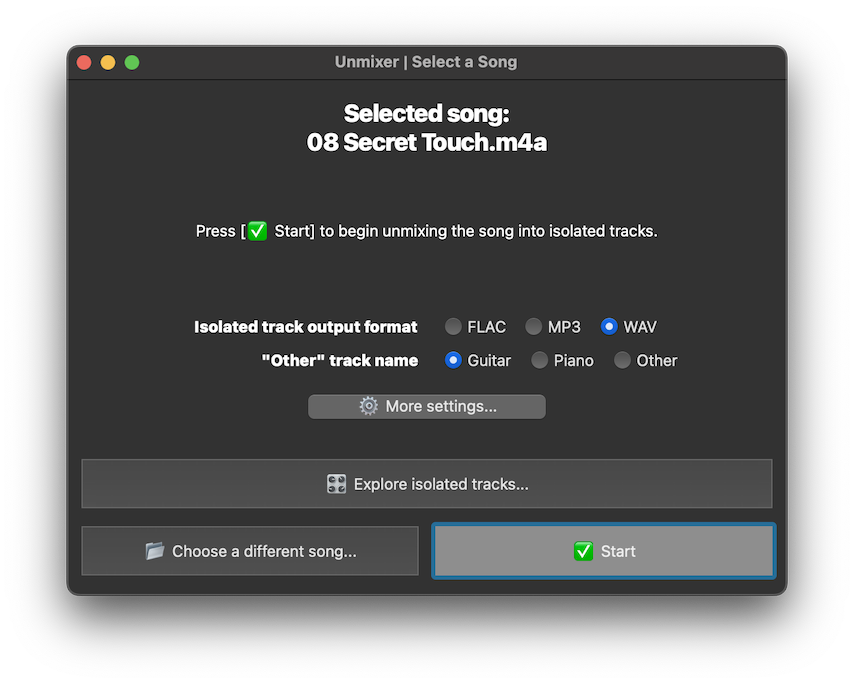 Unmixer | Select a Song
Selected song:
08 Secret Touch.m4a
Press [✅ Start] to begin unmixing the song into isolated tracks.
Isolated track output format FLAC MP3 WAV
"Other" track name Guitar Piano Other
More settings...
Explore isolated tracks...
Choose a different song... Start